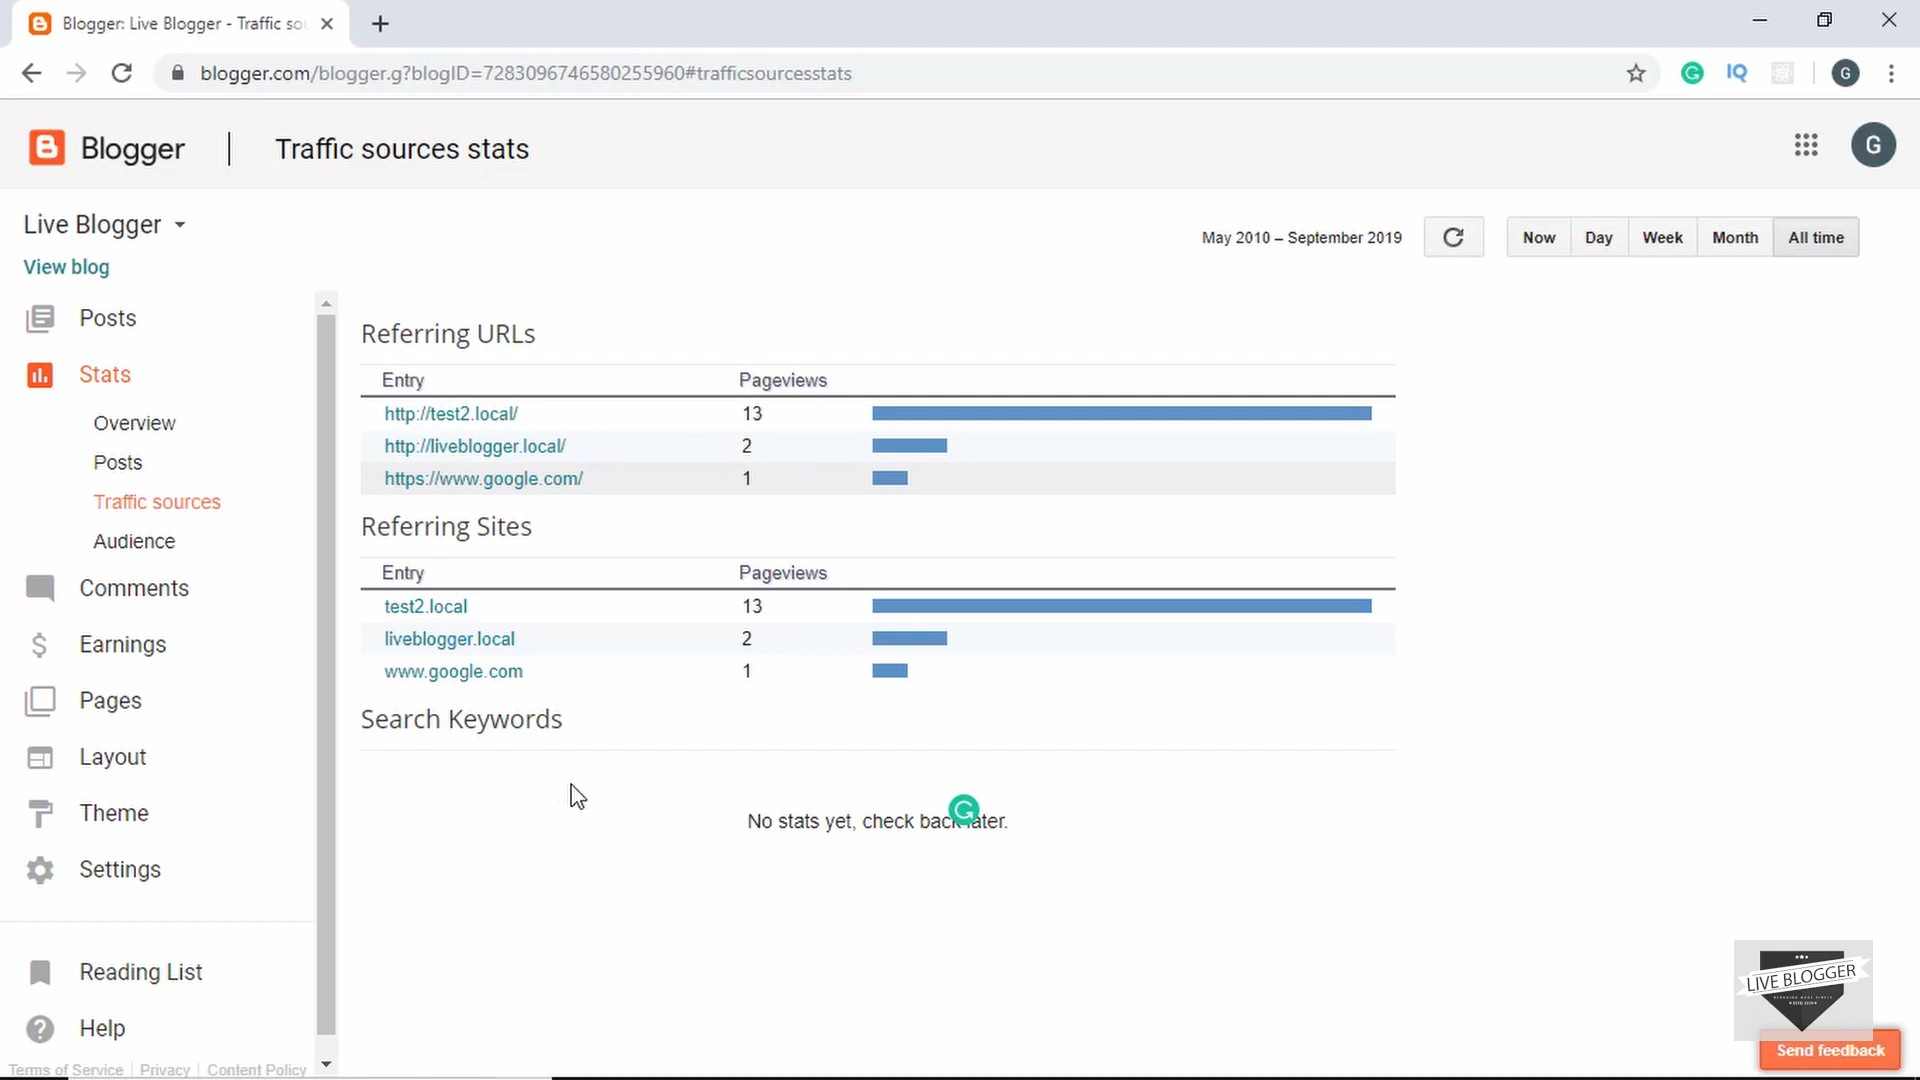 Blogger: Live Blogger - Traffic sou
blogger.com/blogger.g?blogID=7283096746580255960#trafficsourcesstats
IQ
G
Blogger
Traffic sources stats
G
Live Blogger
View blog
May 2010 – September 2019
Now
Day
Week
Month
All time
Posts
Stats
Overview
Posts
Traffic sources
Audience
Comments
Earnings
Pages
Layout
Theme
Settings
Reading List
Help
Terms of Service | Privacy | Content Policy
Referring URLs
Entry Pageviews
http://test2.local/ 13
http://liveblogger.local/ 2
https://www.google.com/ 1
Referring Sites
Entry Pageviews
test2.local 13
liveblogger.local 2
www.google.com 1
Search Keywords
No stats yet, check back later.
LIVE BLOGGER
Send feedback